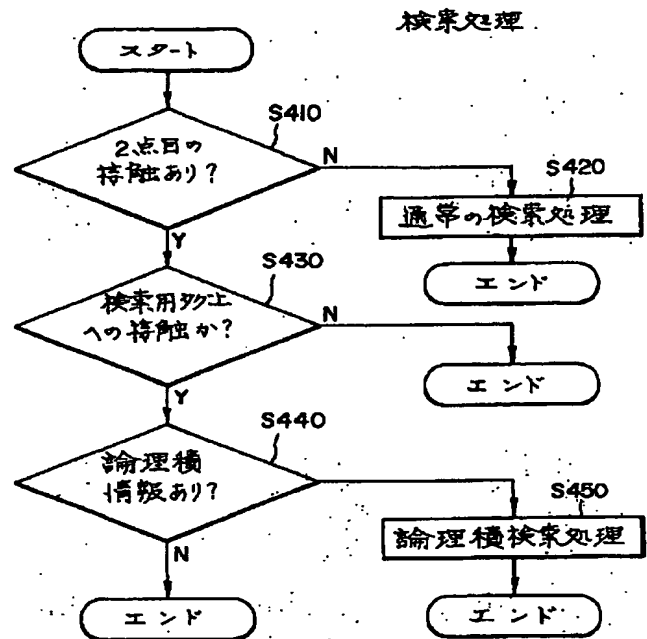 検索処理
スタート
S410
2点目の
接触あり?
N
S420
通常の検索処理
Y
エンド
S430
検索用タグ上
への接触か?
N
エンド
Y
S440
論理積
情報あり?
S450
論理積検索処理
N
エンド
エンド